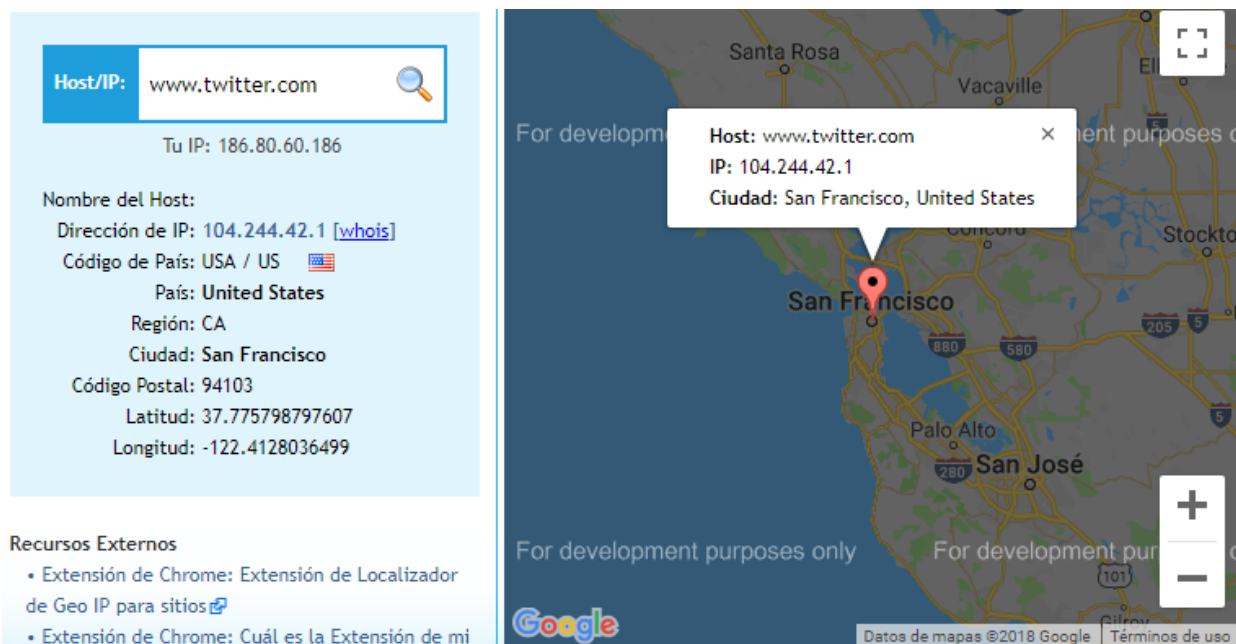 Host/IP: www.twitter.com
Tu IP: 186.80.60.186
Nombre del Host:
Dirección de IP: 104.244.42.1 [whois]
Código de País: USA / US
País: United States
Región: CA
Ciudad: San Francisco
Código Postal: 94103
Latitud: 37.775798797607
Longitud: -122.4128036499
Recursos Externos
• Extensión de Chrome: Extensión de Localizador
de Geo IP para sitios
• Extensión de Chrome: Cuál es la Extensión de mi
Santa Rosa
Vacaville
For developm
ment purposes o
5
Host: www.twitter.com ×
IP: 104.244.42.1
Ciudad: San Francisco, United States
Concord
Stockto
San Francisco
205
5
880
580
5
Palo Alto
280
San José
For development purposes only
For development pur
101
+
−
Gilroy
Google
Datos de mapas ©2018 Google
Términos de uso